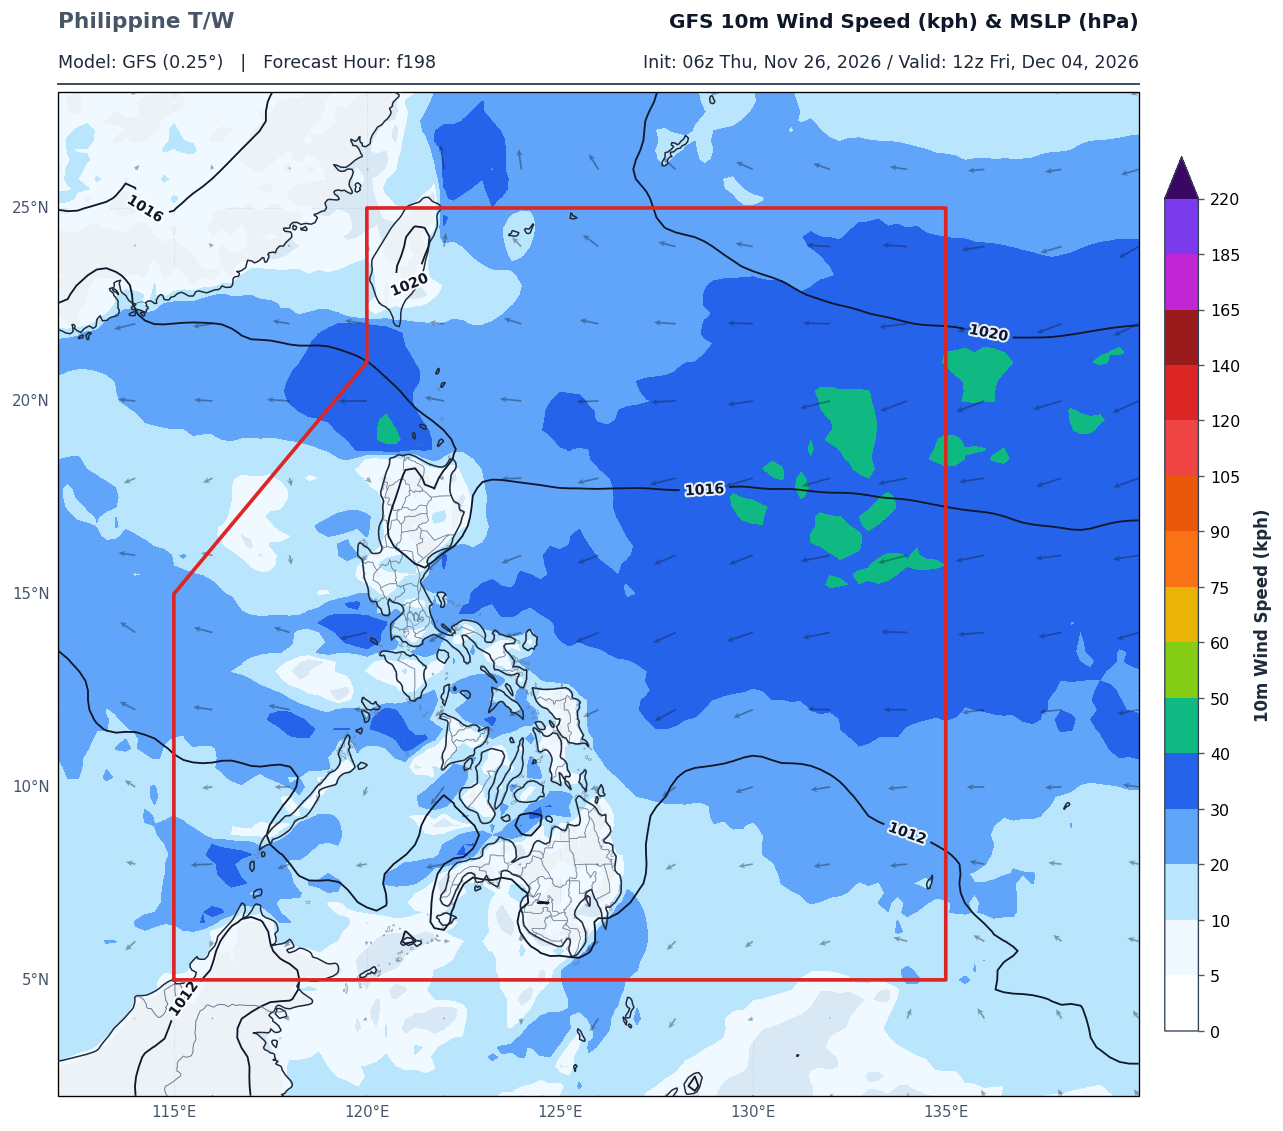 Philippine T/W
GFS 10m Wind Speed (kph) & MSLP (hPa)
Model: GFS (0.25°) | Forecast Hour: f198
Init: 06z Thu, Nov 26, 2026 / Valid: 12z Fri, Dec 04, 2026
1016
1020
1020
1016
1012
1012
25°N
20°N
15°N
10°N
5°N
115°E
120°E
125°E
130°E
135°E
220
185
165
140
120
105
90
75
60
50
40
30
20
10
5
0
10m Wind Speed (kph)